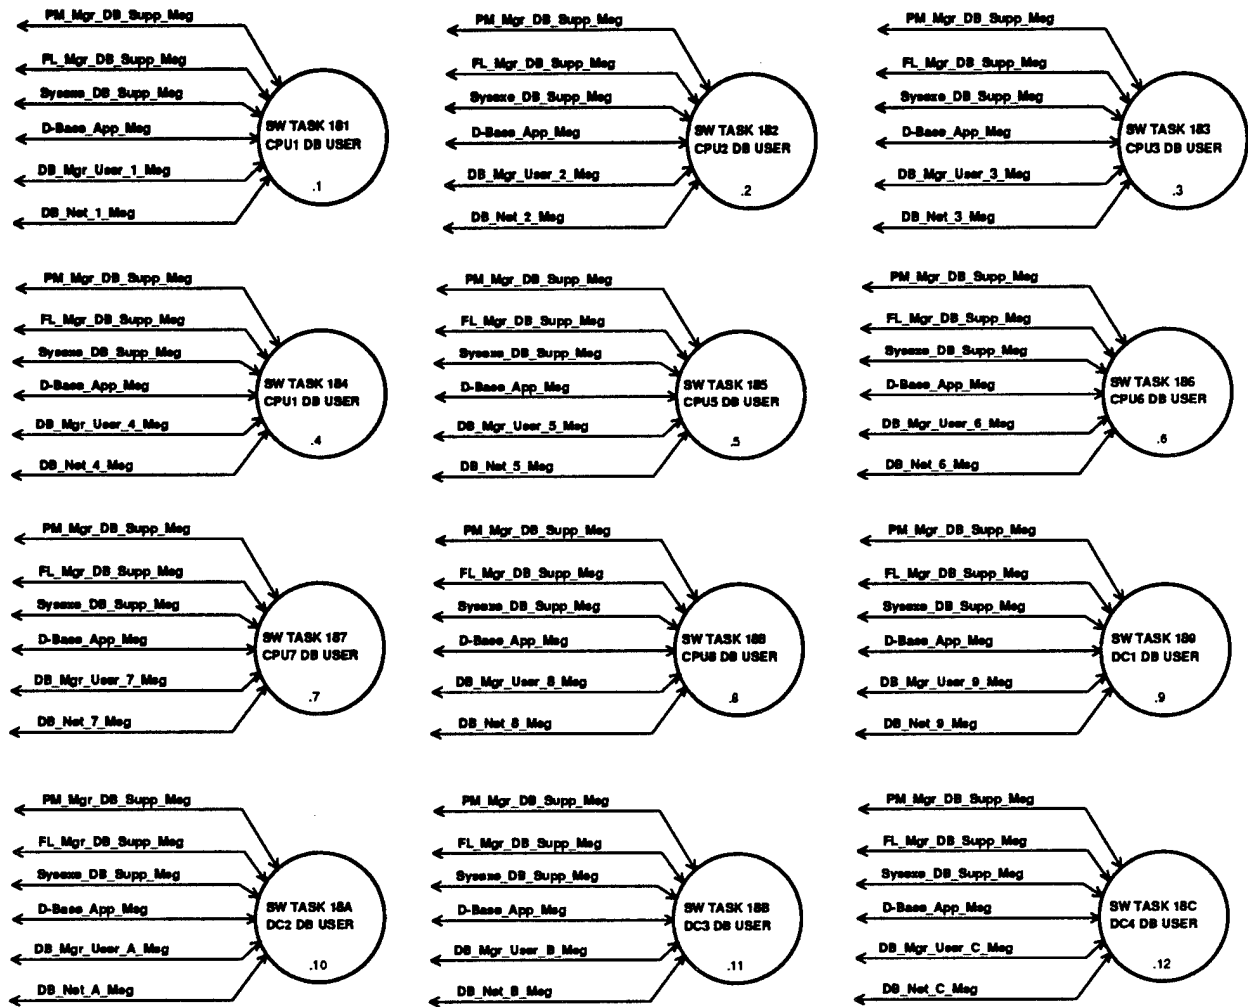 PM_Mgr_DB_Supp_Msg
FL_Mgr_DB_Supp_Msg
Sysexe_DB_Supp_Msg
D-Base_App_Msg
DB_Mgr_User_1_Msg
DB_Net_1_Msg
SW TASK 181
CPU1 DB USER
.1
PM_Mgr_DB_Supp_Msg
FL_Mgr_DB_Supp_Msg
Sysexe_DB_Supp_Msg
D-Base_App_Msg
DB_Mgr_User_2_Msg
DB_Net_2_Msg
SW TASK 182
CPU2 DB USER
.2
PM_Mgr_DB_Supp_Msg
FL_Mgr_DB_Supp_Msg
Sysexe_DB_Supp_Msg
D-Base_App_Msg
DB_Mgr_User_3_Msg
DB_Net_3_Msg
SW TASK 183
CPU3 DB USER
.3
PM_Mgr_DB_Supp_Msg
FL_Mgr_DB_Supp_Msg
Sysexe_DB_Supp_Msg
D-Base_App_Msg
DB_Mgr_User_4_Msg
DB_Net_4_Msg
SW TASK 184
CPU1 DB USER
.4
PM_Mgr_DB_Supp_Msg
FL_Mgr_DB_Supp_Msg
Sysexe_DB_Supp_Msg
D-Base_App_Msg
DB_Mgr_User_5_Msg
DB_Net_5_Msg
SW TASK 185
CPU5 DB USER
.5
PM_Mgr_DB_Supp_Msg
FL_Mgr_DB_Supp_Msg
Sysexe_DB_Supp_Msg
D-Base_App_Msg
DB_Mgr_User_6_Msg
DB_Net_6_Msg
SW TASK 186
CPU6 DB USER
.6
PM_Mgr_DB_Supp_Msg
FL_Mgr_DB_Supp_Msg
Sysexe_DB_Supp_Msg
D-Base_App_Msg
DB_Mgr_User_7_Msg
DB_Net_7_Msg
SW TASK 187
CPU7 DB USER
.7
PM_Mgr_DB_Supp_Msg
FL_Mgr_DB_Supp_Msg
Sysexe_DB_Supp_Msg
D-Base_App_Msg
DB_Mgr_User_8_Msg
DB_Net_8_Msg
SW TASK 188
CPU8 DB USER
.8
PM_Mgr_DB_Supp_Msg
FL_Mgr_DB_Supp_Msg
Sysexe_DB_Supp_Msg
D-Base_App_Msg
DB_Mgr_User_9_Msg
DB_Net_9_Msg
SW TASK 189
DC1 DB USER
.9
PM_Mgr_DB_Supp_Msg
FL_Mgr_DB_Supp_Msg
Sysexe_DB_Supp_Msg
D-Base_App_Msg
DB_Mgr_User_A_Msg
DB_Net_A_Msg
SW TASK 18A
DC2 DB USER
.10
PM_Mgr_DB_Supp_Msg
FL_Mgr_DB_Supp_Msg
Sysexe_DB_Supp_Msg
D-Base_App_Msg
DB_Mgr_User_B_Msg
DB_Net_B_Msg
SW TASK 18B
DC3 DB USER
.11
PM_Mgr_DB_Supp_Msg
FL_Mgr_DB_Supp_Msg
Sysexe_DB_Supp_Msg
D-Base_App_Msg
DB_Mgr_User_C_Msg
DB_Net_C_Msg
SW TASK 18C
DC4 DB USER
.12